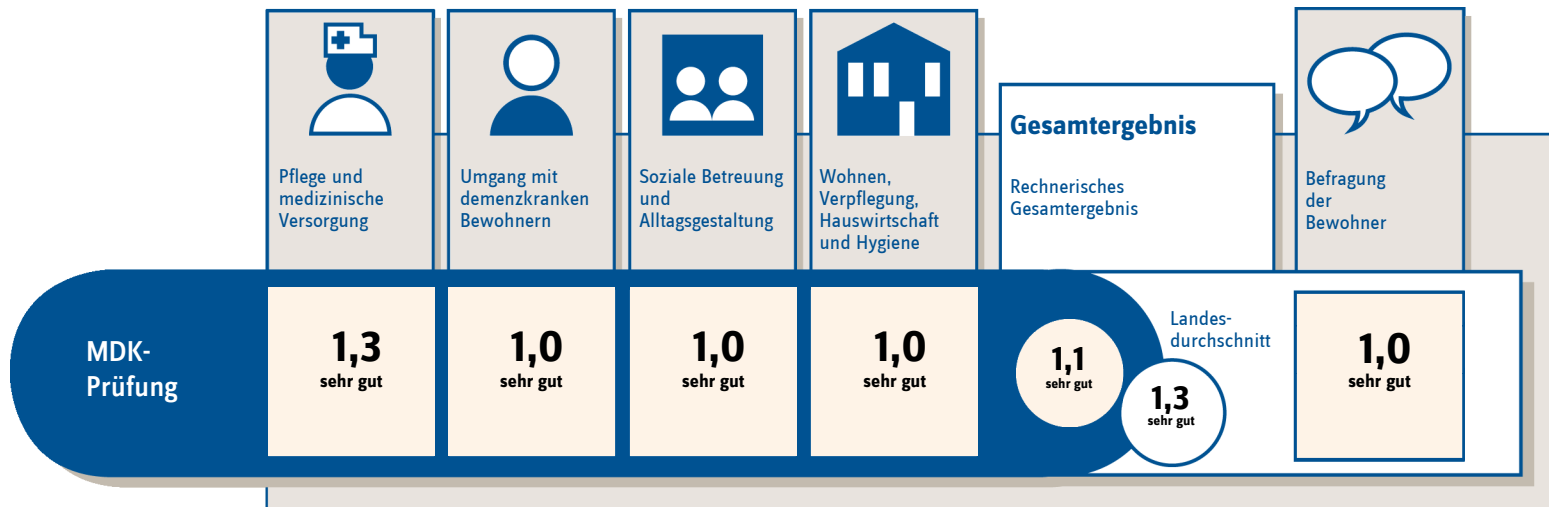 Pflege und
medizinische
Versorgung
Umgang mit
demenzkranken
Bewohnern
Soziale Betreuung
und
Alltagsgestaltung
Wohnen,
Verpflegung,
Hauswirtschaft
und Hygiene
Gesamtergebnis
Rechnerisches
Gesamtergebnis
Befragung
der
Bewohner
MDK-
Prüfung
1,3
sehr gut
1,0
sehr gut
1,0
sehr gut
1,0
sehr gut
1,1
sehr gut
Landes-
durchschnitt
1,3
sehr gut
1,0
sehr gut